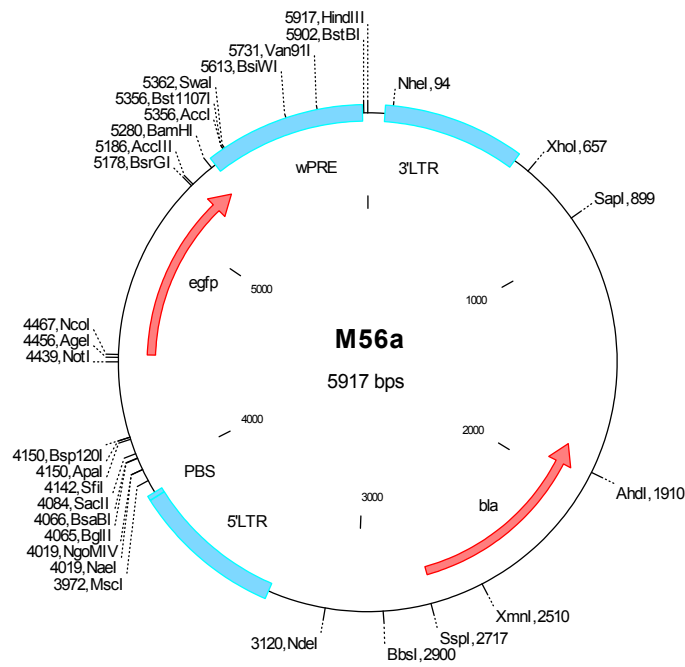 5917, HindIII
5902, BstBI
5731, Van91I
5613, BsiWI
5362, SwaI
5356, Bst1107I
5356, AccI
5280, BamHI
5186, AccIII
5178, BsrGI
NheI, 94
XhoI, 657
SapI, 899
wPRE
3'LTR
egfp
5000
1000
4467, NcoI
4456, AgeI
4439, NotI
M56a
5917 bps
4000
2000
3000
4150, Bsp120I
4150, ApaI
4142, SfiI
4084, SacII
4066, BsaBI
4065, BglII
4019, NgoMIV
4019, NaeI
3972, MscI
PBS
5'LTR
bla
AhdI, 1910
XmnI, 2510
SspI, 2717
BbsI, 2900
3120, NdeI